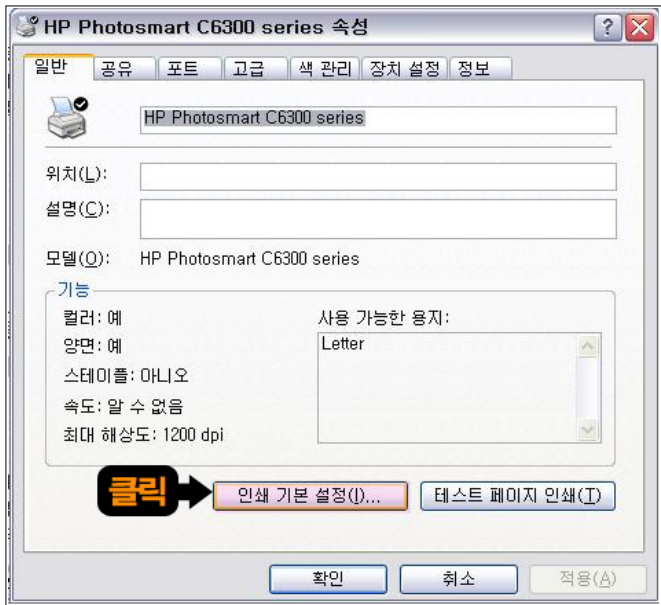 HP Photosmart C6300 series 속성
일반 공유 포트 고급 색 관리 장치 설정 정보
HP Photosmart C6300 series
위치(L):
설명(C):
모델(O): HP Photosmart C6300 series
기능
컬러: 예
사용 가능한 용지:
양면: 예
Letter
스테이플: 아니오
속도: 알 수 없음
최대 해상도: 1200 dpi
클릭 인쇄 기본 설정(I)... 테스트 페이지 인쇄(T)
확인 취소 적용(A)